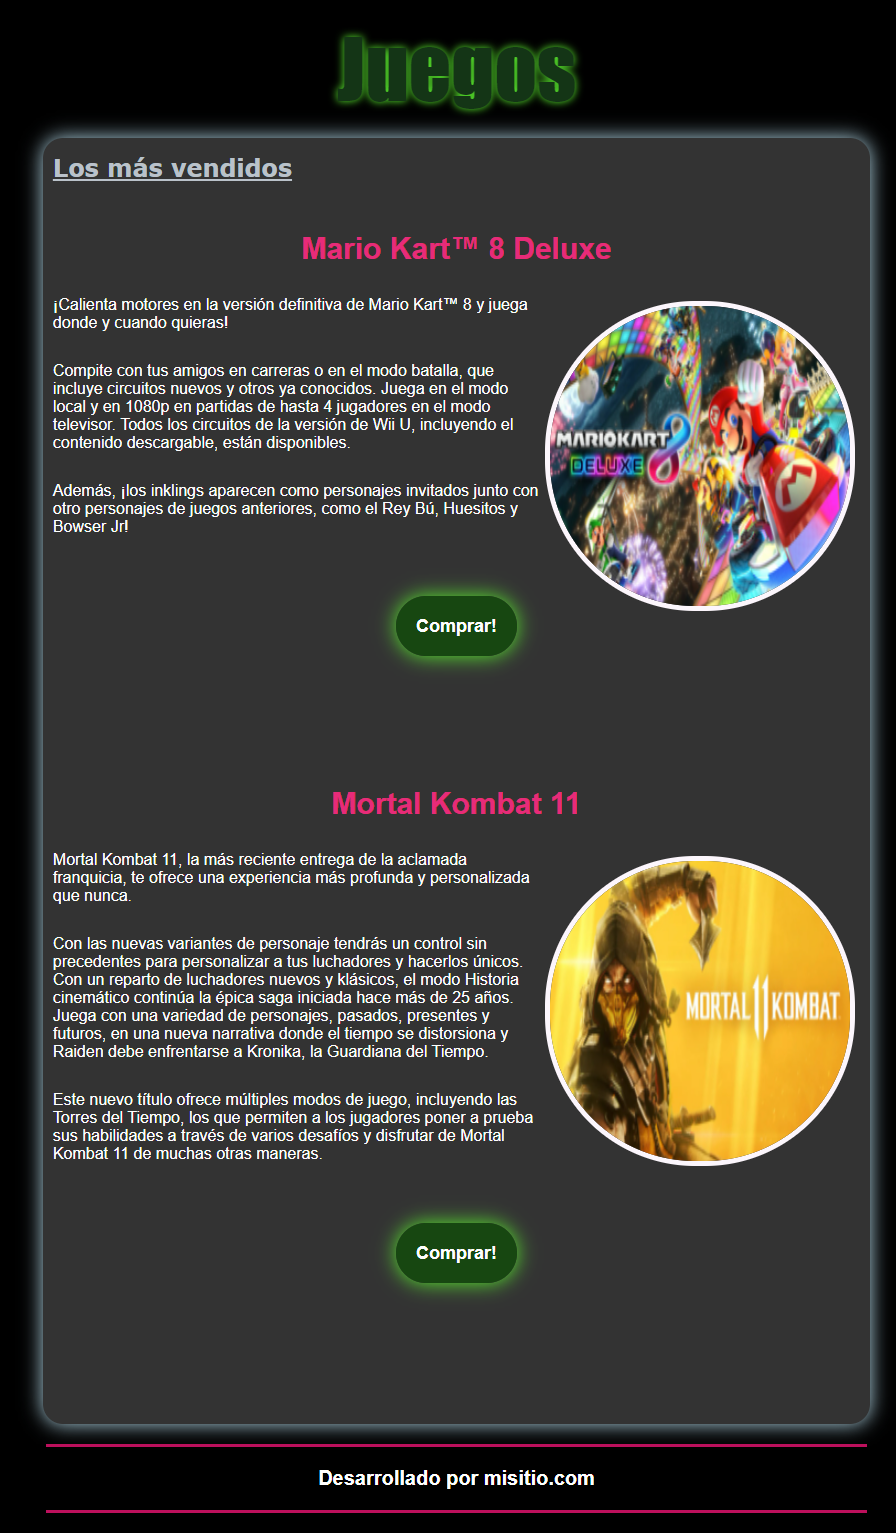 Juegos
Los más vendidos
Mario Kart™ 8 Deluxe
¡Calienta motores en la versión definitiva de Mario Kart™ 8 y juega
donde y cuando quieras!
Compite con tus amigos en carreras o en el modo batalla, que
incluye circuitos nuevos y otros ya conocidos. Juega en el modo
local y en 1080p en partidas de hasta 4 jugadores en el modo
televisor. Todos los circuitos de la versión de Wii U, incluyendo el
contenido descargable, están disponibles.
Además, ¡los inklings aparecen como personajes invitados junto con
otro personajes de juegos anteriores, como el Rey Bú, Huesitos y
Bowser Jr!
MARIOKART 8
DELUXE
Comprar!
Mortal Kombat 11
Mortal Kombat 11, la más reciente entrega de la aclamada
franquicia, te ofrece una experiencia más profunda y personalizada
que nunca.
Con las nuevas variantes de personaje tendrás un control sin
precedentes para personalizar a tus luchadores y hacerlos únicos.
Con un reparto de luchadores nuevos y klásicos, el modo Historia
cinemático continúa la épica saga iniciada hace más de 25 años.
Juega con una variedad de personajes, pasados, presentes y
futuros, en una nueva narrativa donde el tiempo se distorsiona y
Raiden debe enfrentarse a Kronika, la Guardiana del Tiempo.
Este nuevo título ofrece múltiples modos de juego, incluyendo las
Torres del Tiempo, los que permiten a los jugadores poner a prueba
sus habilidades a través de varios desafíos y disfrutar de Mortal
Kombat 11 de muchas otras maneras.
MORTAL 11 KOMBAT
Comprar!
Desarrollado por misitio.com